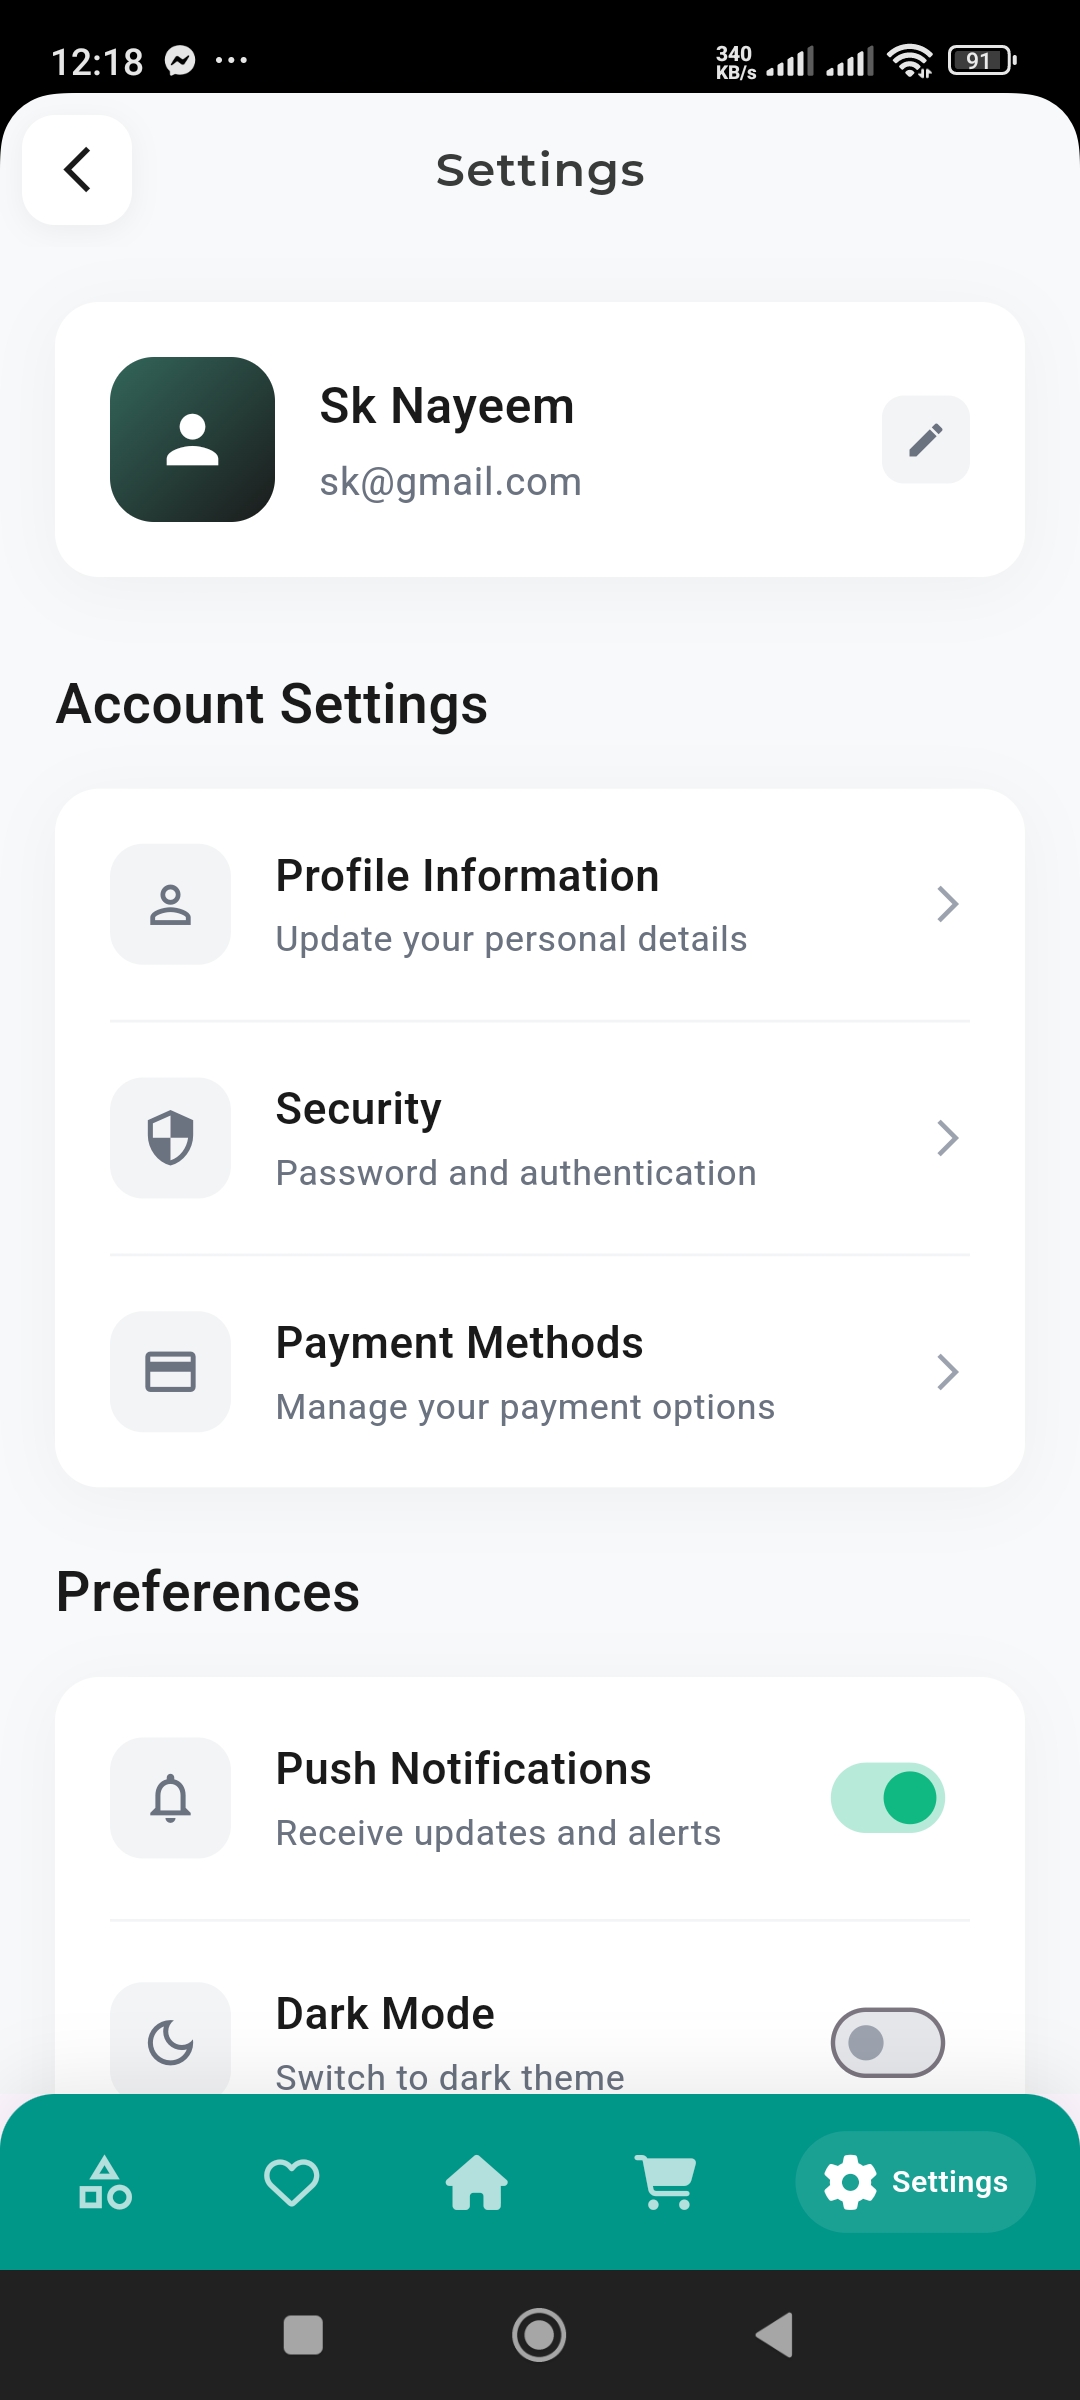 12:18
340
KB/s
91
Settings
Sk Nayeem
sk@gmail.com
Account Settings
Profile Information
Update your personal details
Security
Password and authentication
Payment Methods
Manage your payment options
Preferences
Push Notifications
Receive updates and alerts
Dark Mode
Switch to dark theme
Settings